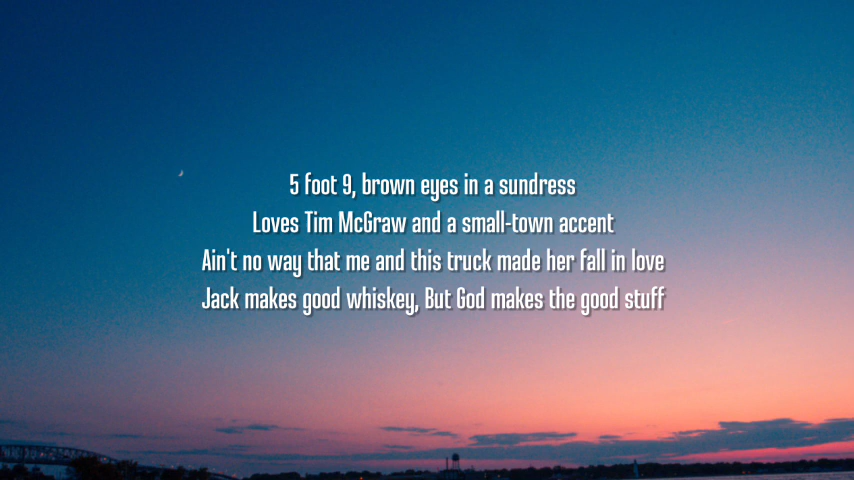 5 foot 9, brown eyes in a sundress
Loves Tim McGraw and a small-town accent
Ain't no way that me and this truck made her fall in love
Jack makes good whiskey, But God makes the good stuff